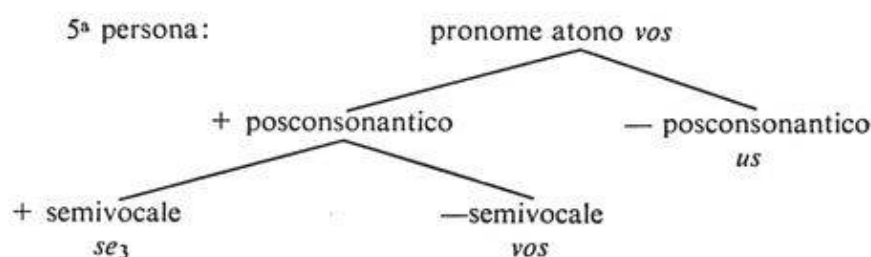 5ª persona: pronome atono vos
+ posconsonantico — posconsonantico
us
+ semivocale —semivocale
se₃ vos